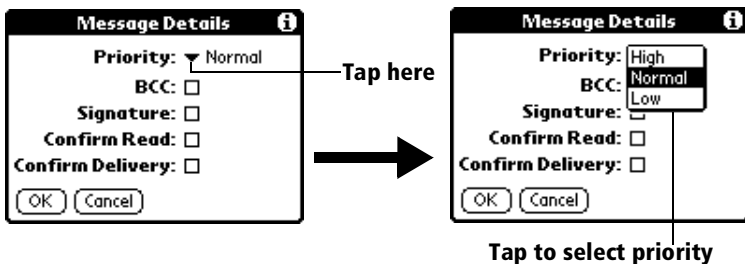 Message Details
Priority: Normal
BCC:
Signature:
Confirm Read:
Confirm Delivery:
OK Cancel
Tap here
Message Details
Priority: High
Normal
BCC:
Low
Signature:
Confirm Read:
Confirm Delivery:
OK Cancel
Tap to select priority